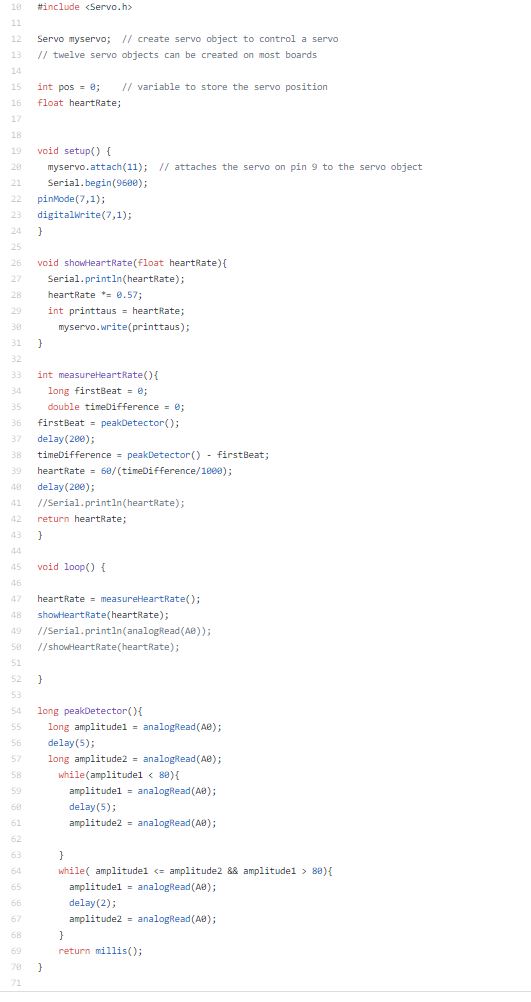 10 #include <Servo.h>
11
12 Servo myservo;  // create servo object to control a servo
13 // twelve servo objects can be created on most boards
14
15 int pos = 0;    // variable to store the servo position
16 float heartRate;
17
18
19 void setup() {
20   myservo.attach(11);  // attaches the servo on pin 9 to the servo object
21   Serial.begin(9600);
22 pinMode(7,1);
23 digitalWrite(7,1);
24 }
25
26 void showHeartRate(float heartRate){
27   Serial.println(heartRate);
28   heartRate *= 0.57;
29   int printtaus = heartRate;
30     myservo.write(printtaus);
31 }
32
33 int measureHeartRate(){
34   long firstBeat = 0;
35   double timeDifference = 0;
36 firstBeat = peakDetector();
37 delay(200);
38 timeDifference = peakDetector() - firstBeat;
39 heartRate = 60/(timeDifference/1000);
40 delay(200);
41 //Serial.println(heartRate);
42 return heartRate;
43 }
44
45 void loop() {
46
47 heartRate = measureHeartRate();
48 showHeartRate(heartRate);
49 //Serial.println(analogRead(A0));
50 //showHeartRate(heartRate);
51
52 }
53
54 long peakDetector(){
55   long amplitude1 = analogRead(A0);
56   delay(5);
57   long amplitude2 = analogRead(A0);
58     while(amplitude1 < 80){
59       amplitude1 = analogRead(A0);
60       delay(5);
61       amplitude2 = analogRead(A0);
62
63     }
64     while( amplitude1 <= amplitude2 && amplitude1 > 80){
65       amplitude1 = analogRead(A0);
66       delay(2);
67       amplitude2 = analogRead(A0);
68     }
69     return millis();
70 }
71